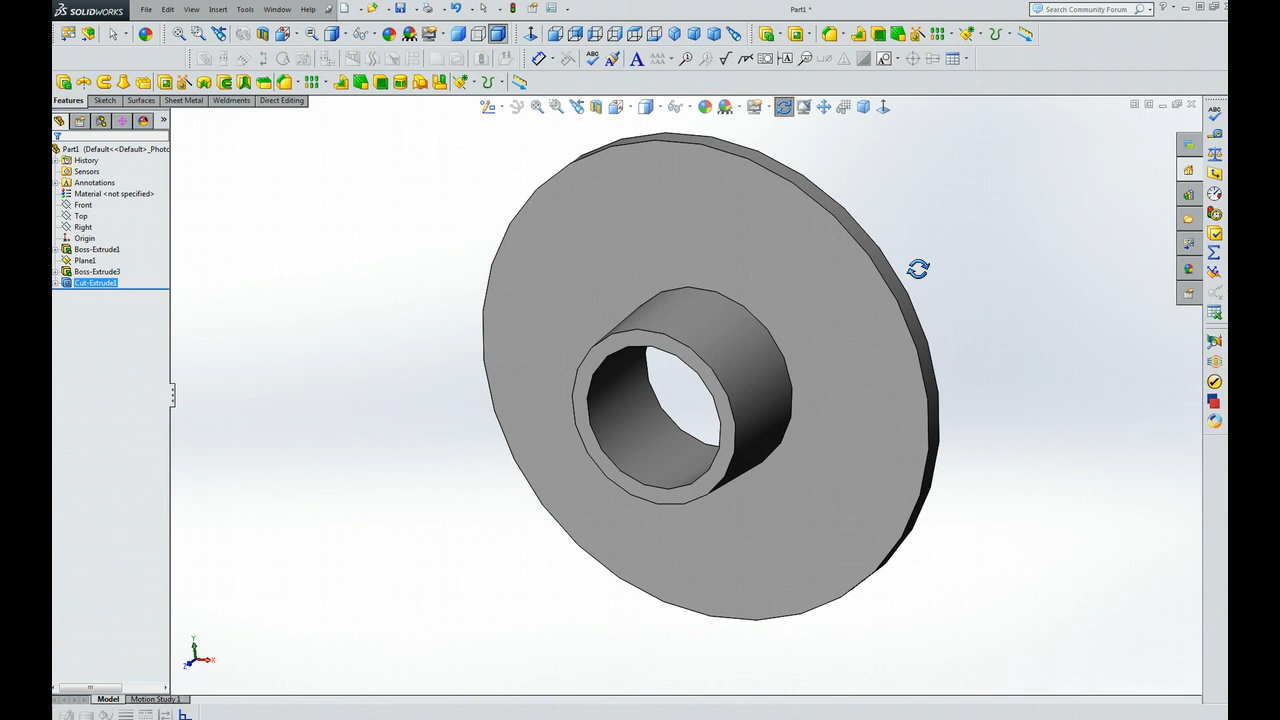 SOLIDWORKS
File Edit View Insert Tools Window Help
Part1 *
Search Community Forum
Features Sketch Surfaces Sheet Metal Weldments Direct Editing
Part1 (Default<<Default>_Photo
History
Sensors
Annotations
Material <not specified>
Front
Top
Right
Origin
Boss-Extrude1
Plane1
Boss-Extrude3
Cut-Extrude1
Y
X
Z
Model Motion Study 1